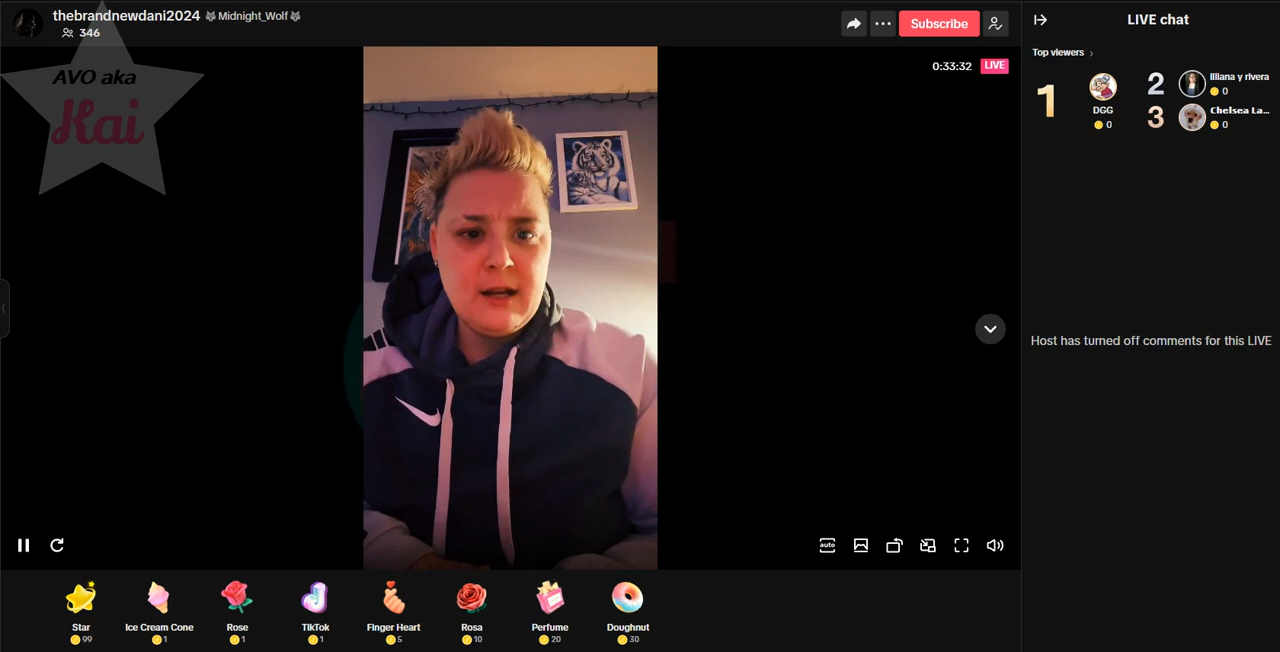 thebrandnewdani2024 🐺Midnight_Wolf🐺
346
Subscribe
AVO aka
Kai
0:33:32 LIVE
auto
Star
99
Ice Cream Cone
1
Rose
1
TikTok
1
Finger Heart
5
Rosa
10
Perfume
20
Doughnut
30
LIVE chat
Top viewers
1
DGG
0
2
Illiana y rivera
0
3
Chelsea La...
0
Host has turned off comments for this LIVE